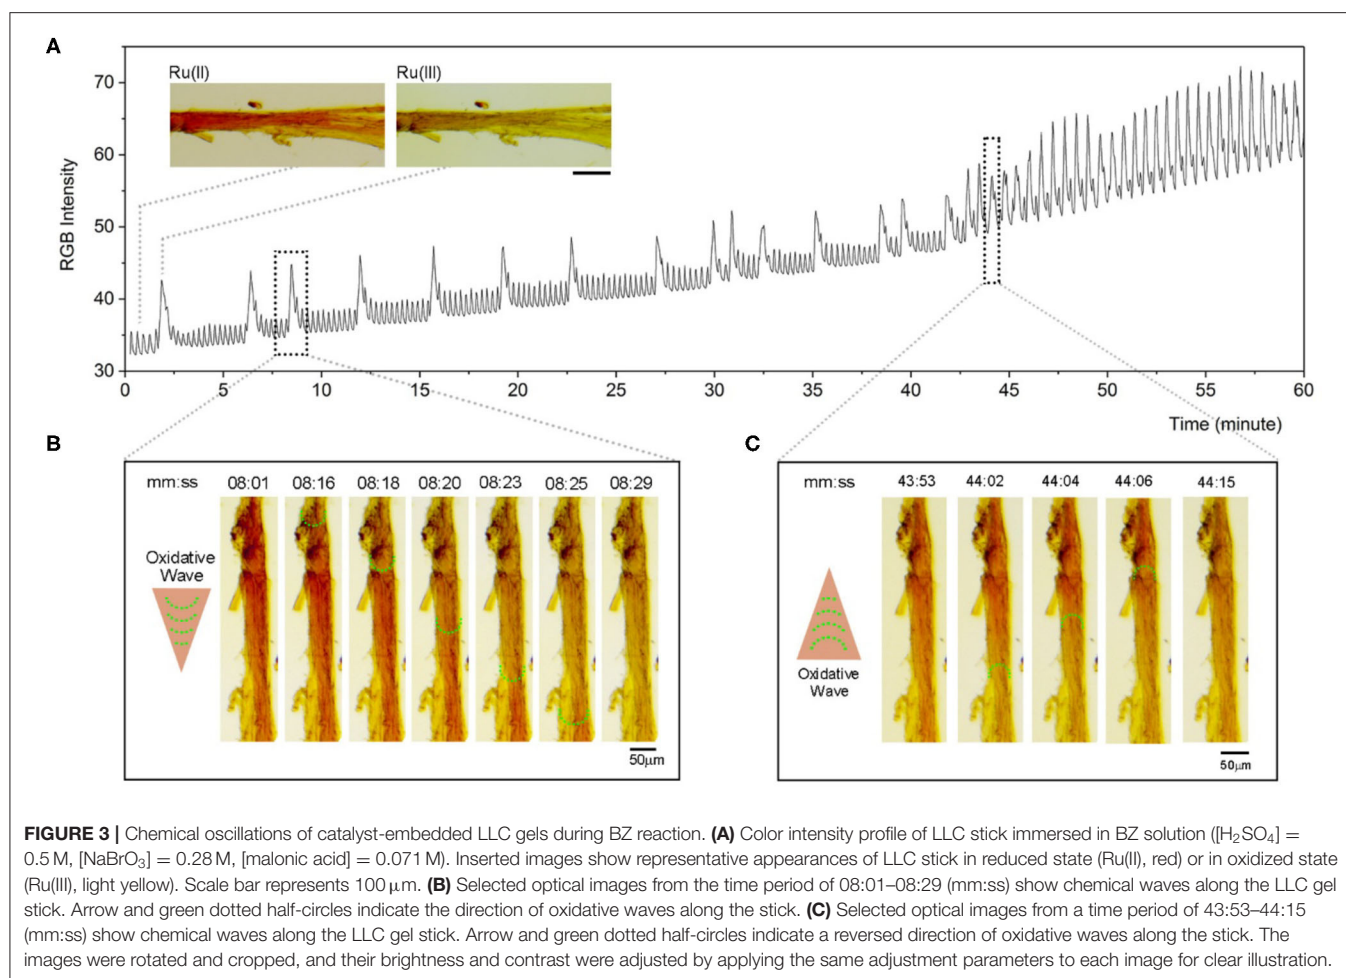 A
Ru(II)
Ru(III)
70
60
50
40
30
RGB Intensity
0 5 10 15 20 25 30 35 40 45 50 55 60
Time (minute)
B
mm:ss 08:01 08:16 08:18 08:20 08:23 08:25 08:29
Oxidative
Wave
50μm
C
mm:ss 43:53 44:02 44:04 44:06 44:15
Oxidative
Wave
50μm
FIGURE 3 | Chemical oscillations of catalyst-embedded LLC gels during BZ reaction. (A) Color intensity profile of LLC stick immersed in BZ solution ([H₂SO₄] =
0.5 M, [NaBrO₃] = 0.28 M, [malonic acid] = 0.071 M). Inserted images show representative appearances of LLC stick in reduced state (Ru(II), red) or in oxidized state
(Ru(III), light yellow). Scale bar represents 100 μm. (B) Selected optical images from the time period of 08:01–08:29 (mm:ss) show chemical waves along the LLC gel
stick. Arrow and green dotted half-circles indicate the direction of oxidative waves along the stick. (C) Selected optical images from a time period of 43:53–44:15
(mm:ss) show chemical waves along the LLC gel stick. Arrow and green dotted half-circles indicate a reversed direction of oxidative waves along the stick. The
images were rotated and cropped, and their brightness and contrast were adjusted by applying the same adjustment parameters to each image for clear illustration.